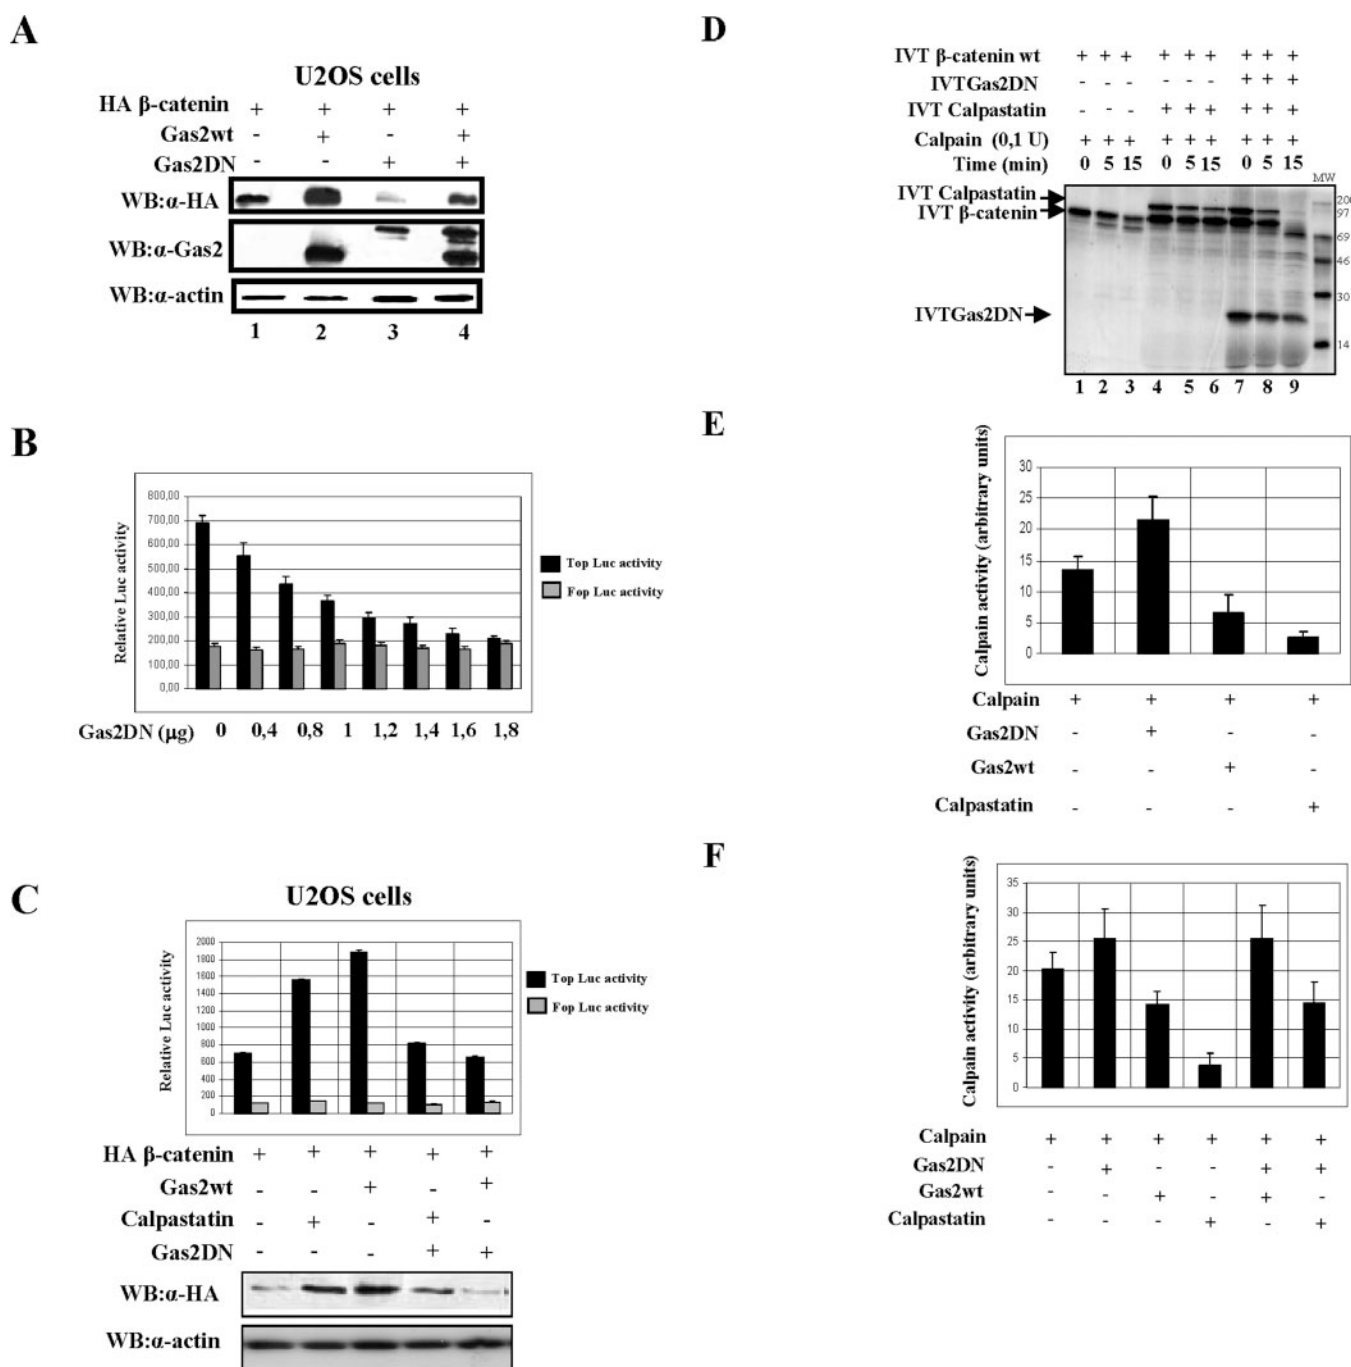 A
U2OS cells
HA β-catenin + + + +
Gas2wt - + - +
Gas2DN - - + +
WB:α-HA
WB:α-Gas2
WB:α-actin
1 2 3 4
B
Relative Luc activity
800,00
700,00
600,00
500,00
400,00
300,00
200,00
100,00
0,00
Top Luc activity
Fop Luc activity
Gas2DN (µg) 0 0,4 0,8 1 1,2 1,4 1,6 1,8
C
U2OS cells
Relative Luc activity
2000
1800
1600
1400
1200
1000
800
600
400
200
0
Top Luc activity
Fop Luc activity
HA β-catenin + + + + +
Gas2wt - - + - +
Calpastatin - + - + -
Gas2DN - - - + +
WB:α-HA
WB:α-actin
D
IVT β-catenin wt + + + + + + + + +
IVTGas2DN - - - - - - + + +
IVT Calpastatin - - - + + + + + +
Calpain (0,1 U) + + + + + + + + +
Time (min) 0 5 15 0 5 15 0 5 15
MW
IVT Calpastatin
IVT β-catenin
IVTGas2DN
200
97
69
46
30
14
1 2 3 4 5 6 7 8 9
E
Calpain activity (arbitrary units)
30
25
20
15
10
5
0
Calpain + + + +
Gas2DN - + - -
Gas2wt - - + -
Calpastatin - - - +
F
Calpain activity (arbitrary units)
35
30
25
20
15
10
5
0
Calpain + + + + + +
Gas2DN - + - - + +
Gas2wt - - + - + -
Calpastatin - - - + - +